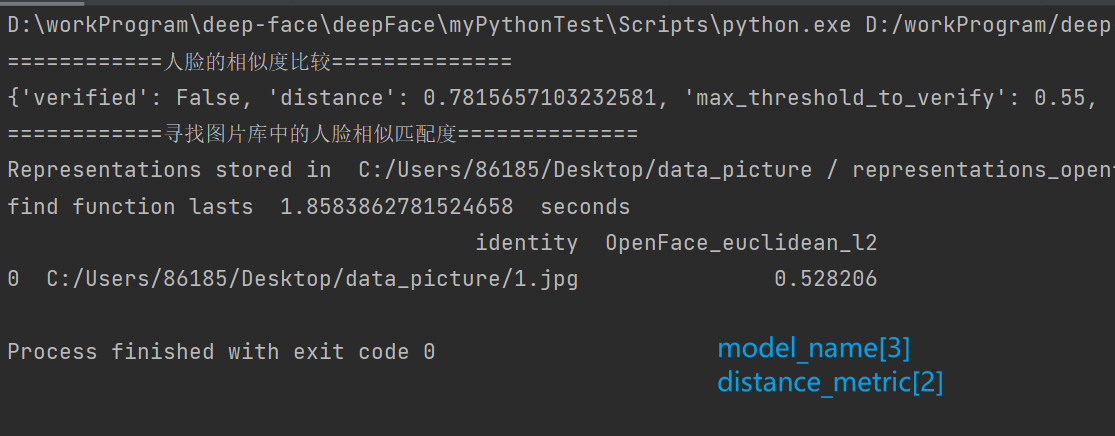 D:\workProgram\deep-face\deepFace\myPythonTest\Scripts\python.exe D:/workProgram/deep
============人脸的相似度比较==============
{'verified': False, 'distance': 0.7815657103232581, 'max_threshold_to_verify': 0.55,
============寻找图片库中的人脸相似匹配度==============
Representations stored in  C:/Users/86185/Desktop/data_picture / representations_open
find function lasts  1.8583862781524658  seconds
identity  OpenFace_euclidean_l2
0  C:/Users/86185/Desktop/data_picture/1.jpg  0.528206
Process finished with exit code 0
model_name[3]
distance_metric[2]